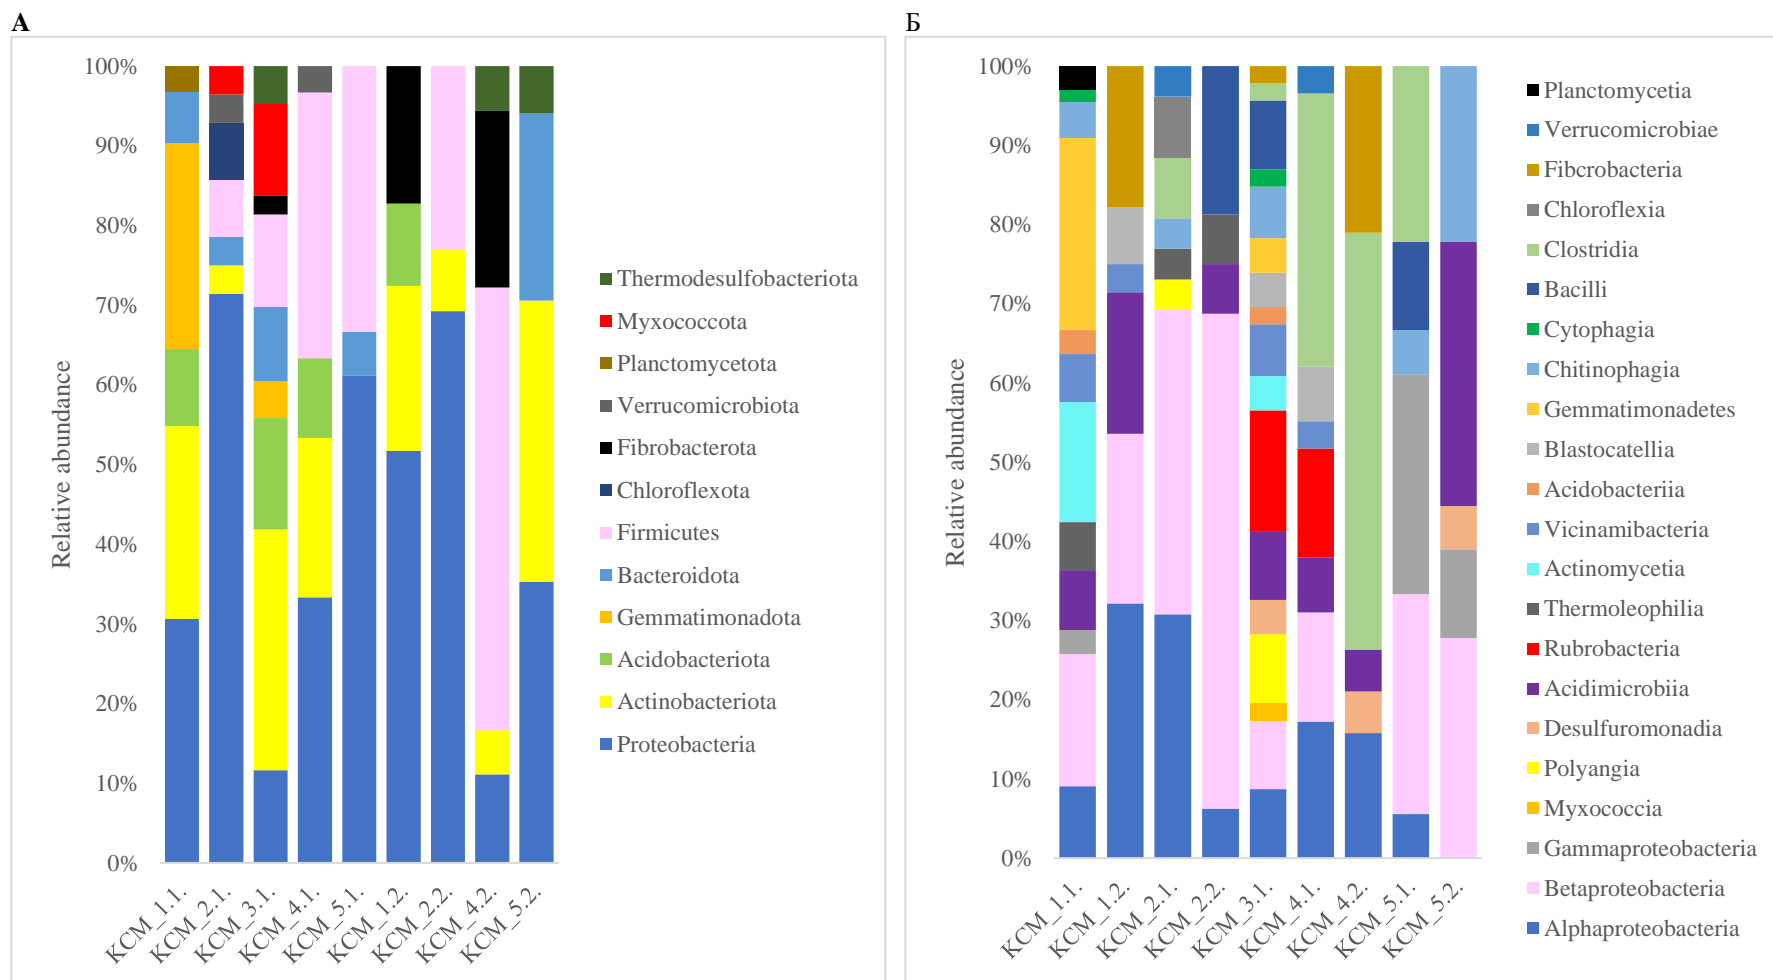 А
Relative abundance
100%
90%
80%
70%
60%
50%
40%
30%
20%
10%
0%
KCM_1.1.
KCM_2.1.
KCM_3.1.
KCM_4.1.
KCM_5.1.
KCM_1.2.
KCM_2.2.
KCM_4.2.
KCM_5.2.
Thermodesulfobacteriota
Myxococcota
Planctomycetota
Verrucomicrobiota
Fibrobacterota
Chloroflexota
Firmicutes
Bacteroidota
Gemmatimonadota
Acidobacteriota
Actinobacteriota
Proteobacteria
Б
Relative abundance
100%
90%
80%
70%
60%
50%
40%
30%
20%
10%
0%
KCM_1.1.
KCM_1.2.
KCM_2.1.
KCM_2.2.
KCM_3.1.
KCM_4.1.
KCM_4.2.
KCM_5.1.
KCM_5.2.
Planctomycetia
Verrucomicrobiae
Fibcrobacteria
Chloroflexia
Clostridia
Bacilli
Cytophagia
Chitinophagia
Gemmatimonadetes
Blastocatellia
Acidobacteriia
Vicinamibacteria
Actinomycetia
Thermoleophilia
Rubrobacteria
Acidimicrobiia
Desulfuromonadia
Polyangia
Myxococcia
Gammaproteobacteria
Betaproteobacteria
Alphaproteobacteria